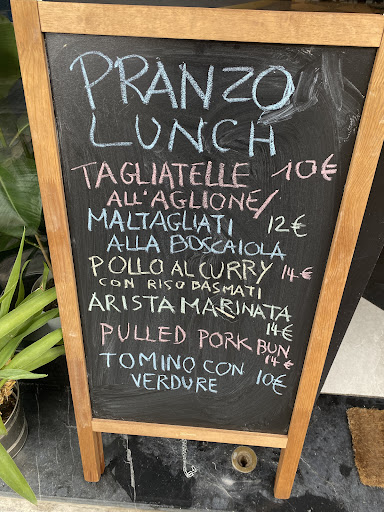 PRANZO
LUNCH
TAGLIATELLE 10€
ALL'AGLIONE/
MALTAGLIATI 12€
ALLA BOSCAIOLA
POLLO AL CURRY 14€
CON RISO BASMATI
ARISTA MARINATA
14€
PULLED PORK BUN
14€
TOMINO CON 10€
VERDURE